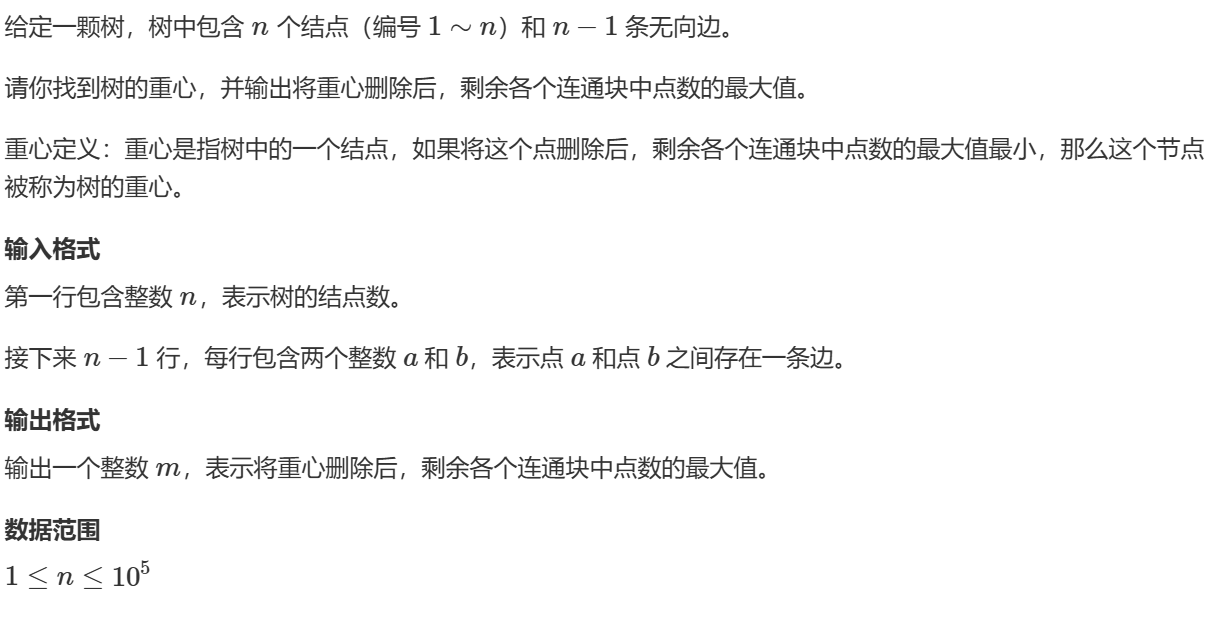 给定一颗树，树中包含 n 个结点（编号 1 ∼ n）和 n − 1 条无向边。
请你找到树的重心，并输出将重心删除后，剩余各个连通块中点数的最大值。
重心定义：重心是指树中的一个结点，如果将这个点删除后，剩余各个连通块中点数的最大值最小，那么这个节点
被称为树的重心。
输入格式
第一行包含整数 n，表示树的结点数。
接下来 n − 1 行，每行包含两个整数 a 和 b，表示点 a 和点 b 之间存在一条边。
输出格式
输出一个整数 m，表示将重心删除后，剩余各个连通块中点数的最大值。
数据范围
1 ≤ n ≤ 10⁵